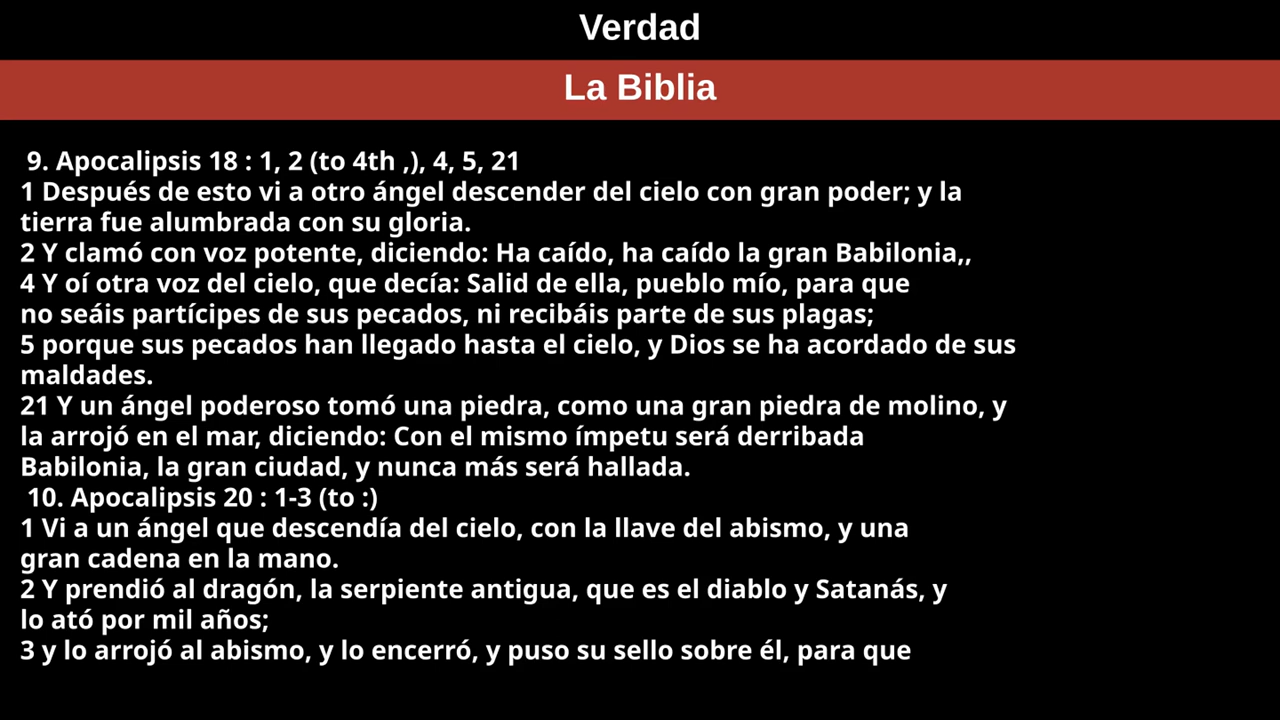 Verdad
La Biblia
9. Apocalipsis 18 : 1, 2 (to 4th ,), 4, 5, 21
1 Después de esto vi a otro ángel descender del cielo con gran poder; y la
tierra fue alumbrada con su gloria.
2 Y clamó con voz potente, diciendo: Ha caído, ha caído la gran Babilonia,,
4 Y oí otra voz del cielo, que decía: Salid de ella, pueblo mío, para que
no seáis partícipes de sus pecados, ni recibáis parte de sus plagas;
5 porque sus pecados han llegado hasta el cielo, y Dios se ha acordado de sus
maldades.
21 Y un ángel poderoso tomó una piedra, como una gran piedra de molino, y
la arrojó en el mar, diciendo: Con el mismo ímpetu será derribada
Babilonia, la gran ciudad, y nunca más será hallada.
10. Apocalipsis 20 : 1-3 (to :)
1 Vi a un ángel que descendía del cielo, con la llave del abismo, y una
gran cadena en la mano.
2 Y prendió al dragón, la serpiente antigua, que es el diablo y Satanás, y
lo ató por mil años;
3 y lo arrojó al abismo, y lo encerró, y puso su sello sobre él, para que